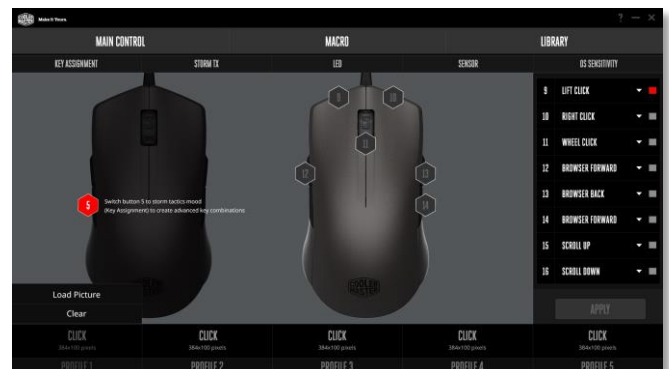 Make It Yours.
? — ×
MAIN CONTROL MACRO LIBRARY
KEY ASSIGNMENT STORM TX LED SENSOR OS SENSITIVITY
9 LIFT CLICK
10 RIGHT CLICK
11 WHEEL CLICK
12 BROWSER FORWARD
13 BROWSER BACK
14 BROWSER FORWARD
15 SCROLL UP
16 SCROLL DOWN
APPLY
9 10
11
12 13
14
5
Switch button 5 to storm tactics mood
(Key Assignment) to create advanced key combinations
COOLER
MASTER
Load Picture
Clear
CLICK CLICK CLICK CLICK CLICK
384x100 pixels 384x100 pixels 384x100 pixels 384x100 pixels 384x100 pixels
PROFILE 1 PROFILE 2 PROFILE 3 PROFILE 4 PROFILE 5